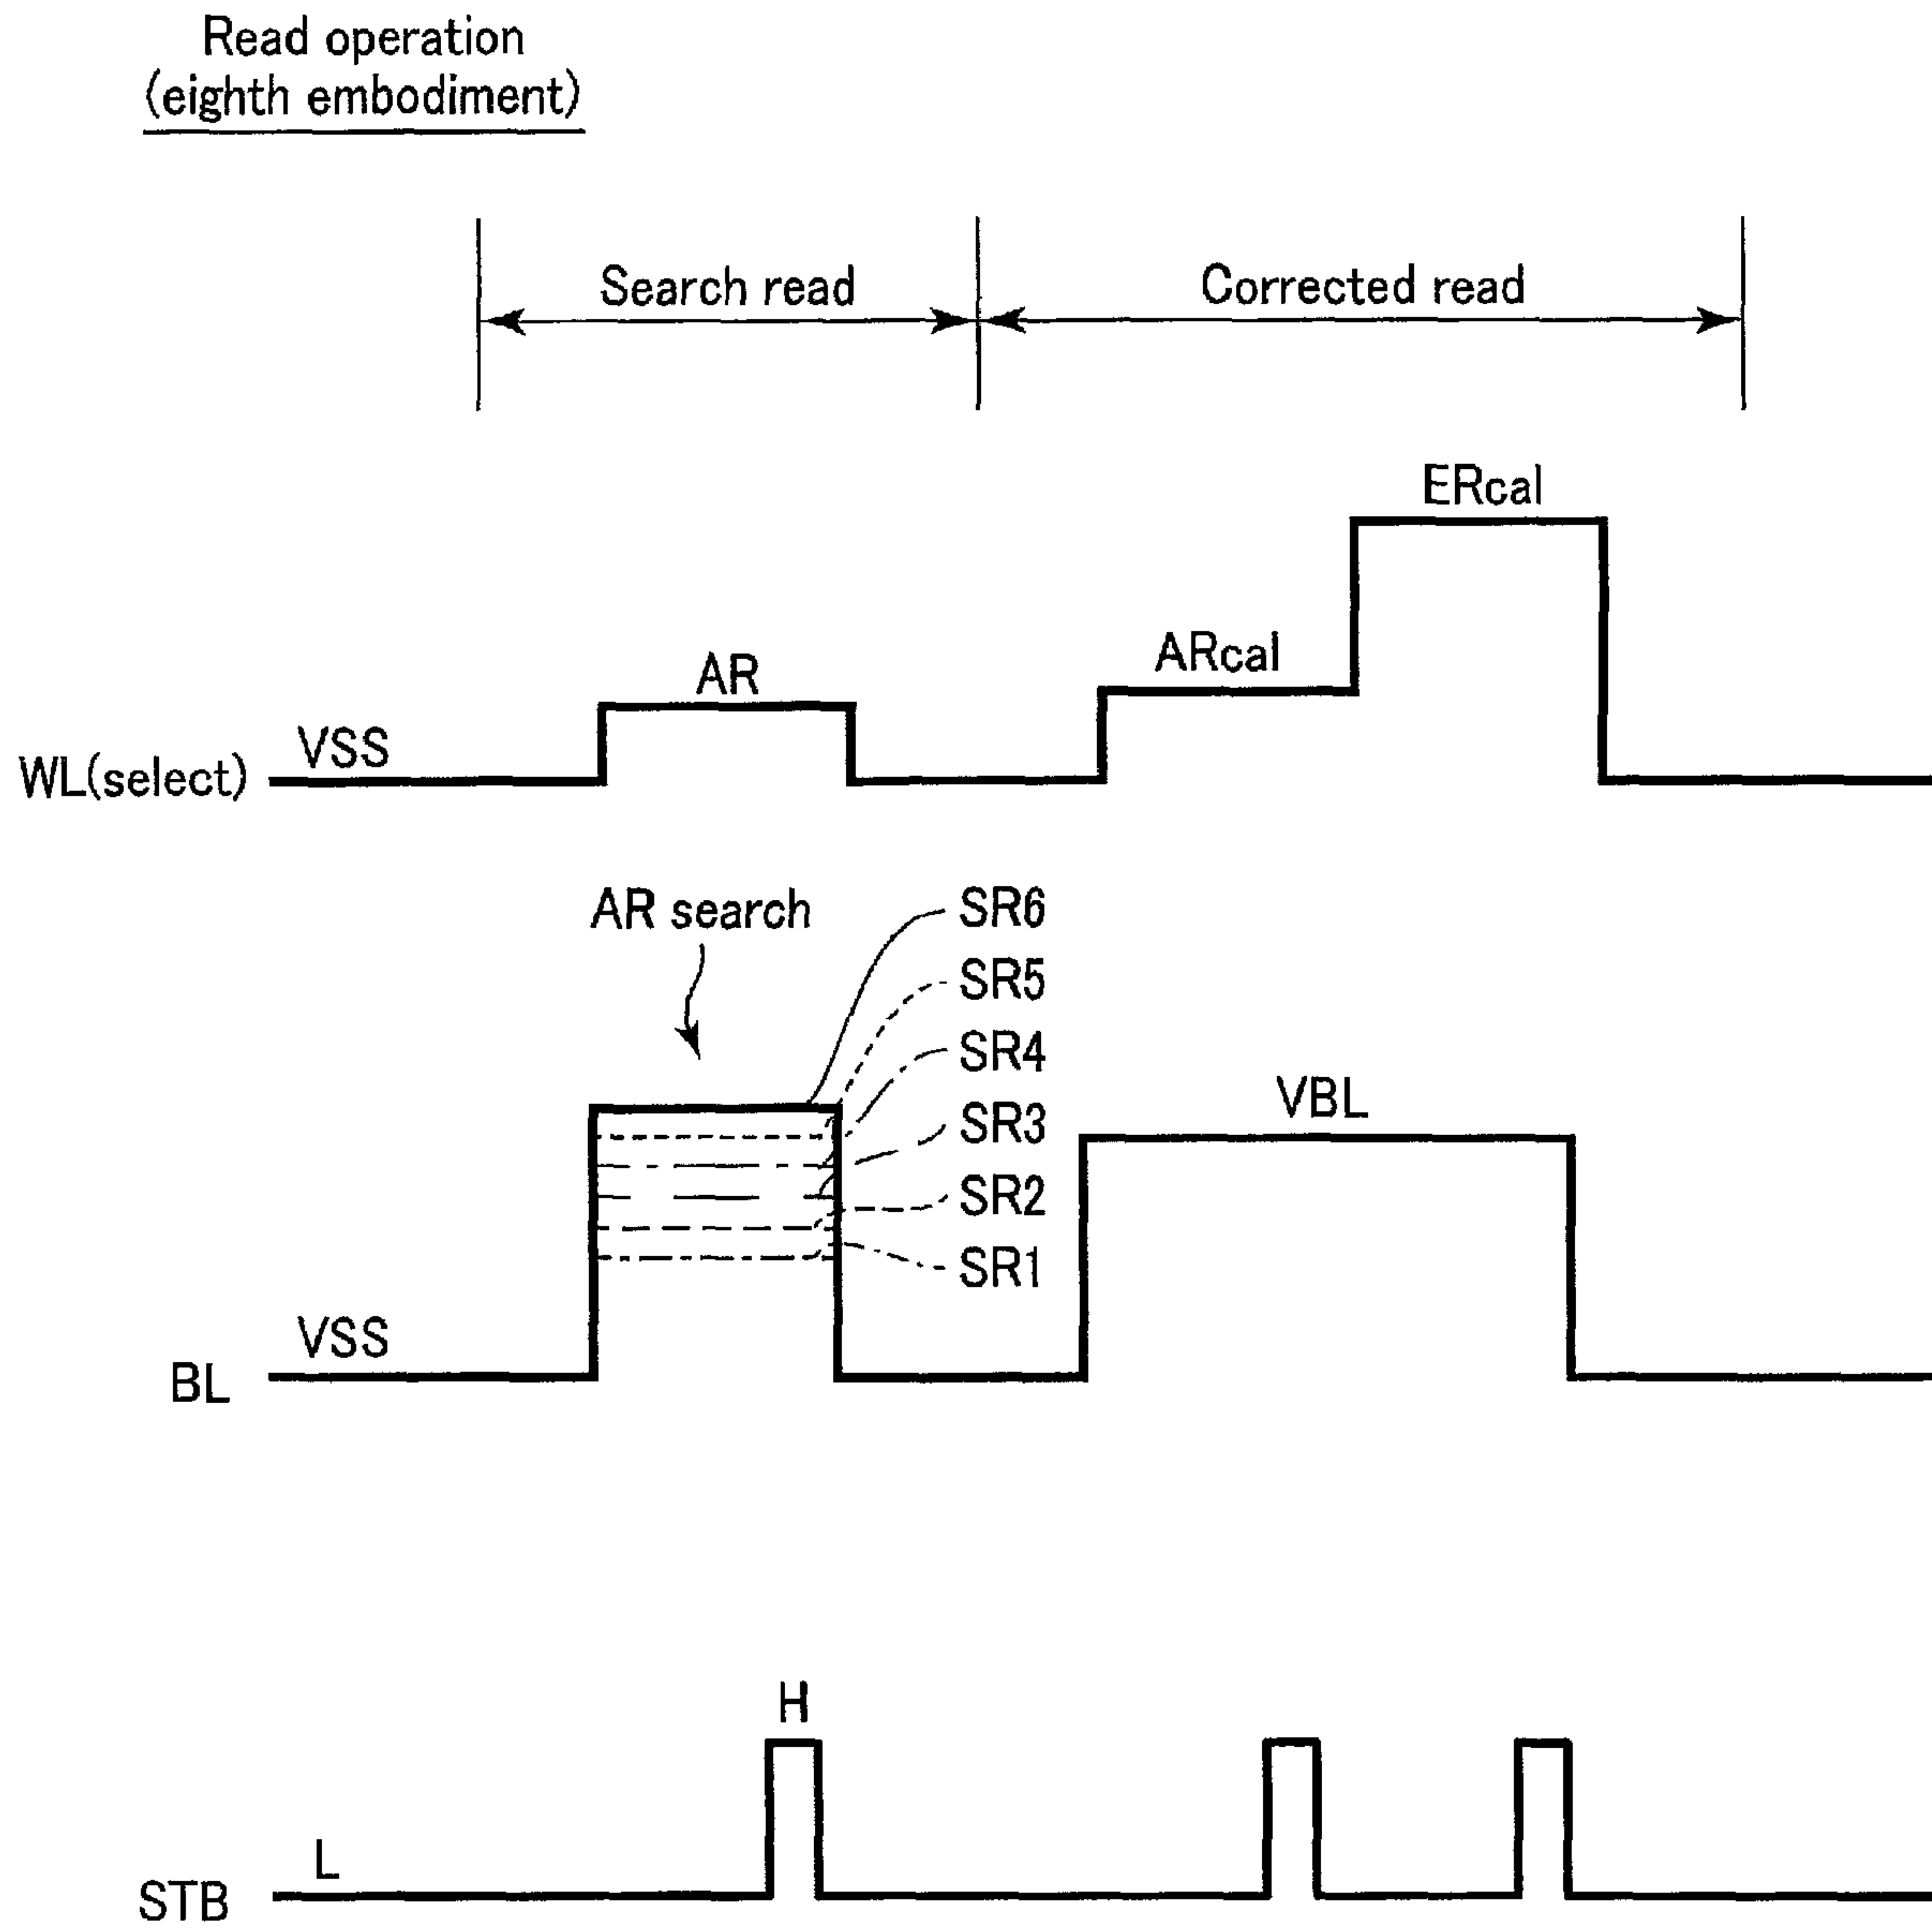 Read operation
(eighth embodiment)
Search read
Corrected read
ERcal
ARcal
AR
VSS
WL(select)
AR search
SR6
SR5
SR4
SR3
SR2
SR1
VBL
VSS
BL
H
L
STB